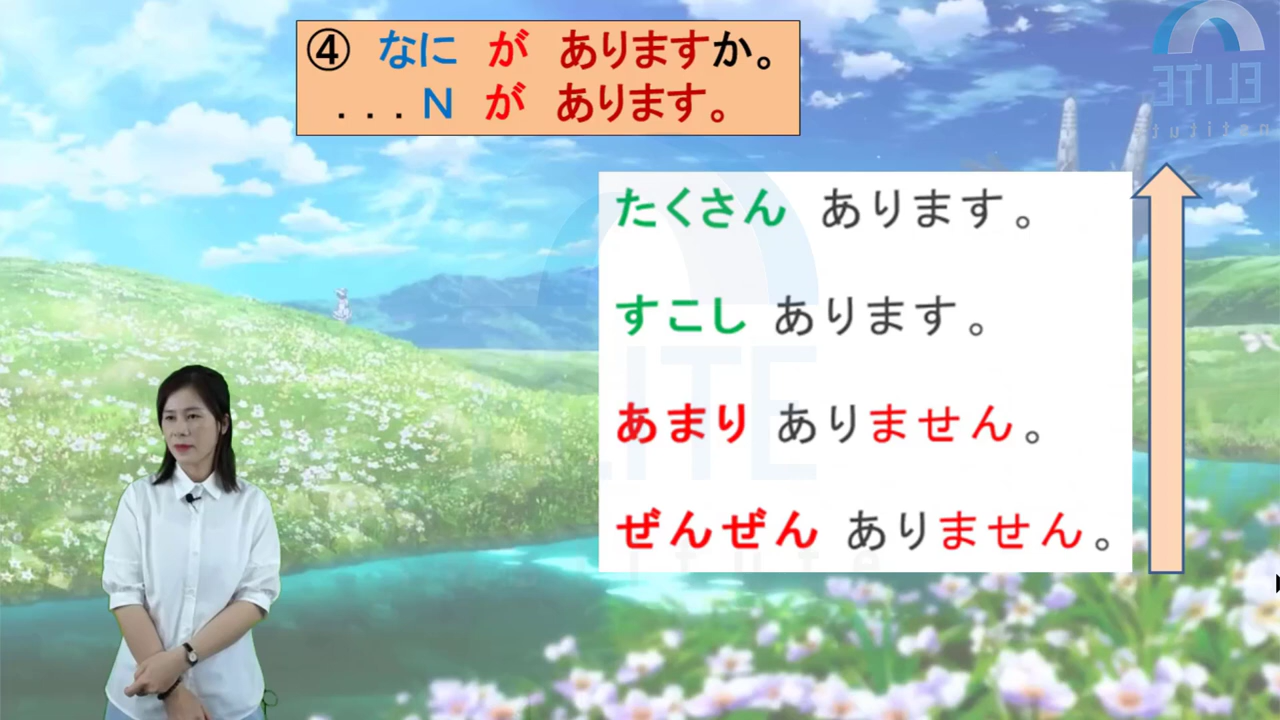 ④ なに が ありますか。
...N が あります。
ELITE
Institute
たくさん あります。
すこし あります。
あまり ありません。
ぜんぜん ありません。